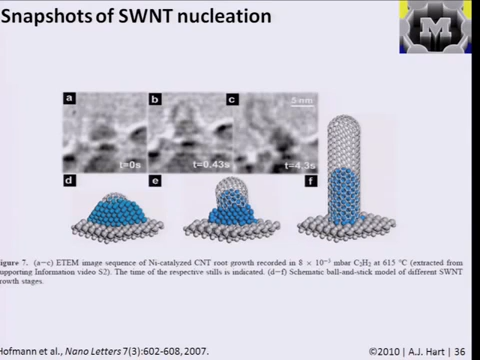 Snapshots of SWNT nucleation
M
a b c 5 nm
t=0s t=0.43s t=4.3s
d e f
igure 7. (a−c) ETEM image sequence of Ni-catalyzed CNT root growth recorded in 8 × 10⁻³ mbar C₂H₂ at 615 °C (extracted from
upporting Information video S2). The time of the respective stills is indicated. (d−f) Schematic ball-and-stick model of different SWNT
rowth stages.
Hofmann et al., Nano Letters 7(3):602-608, 2007.
©2010 | A.J. Hart | 36